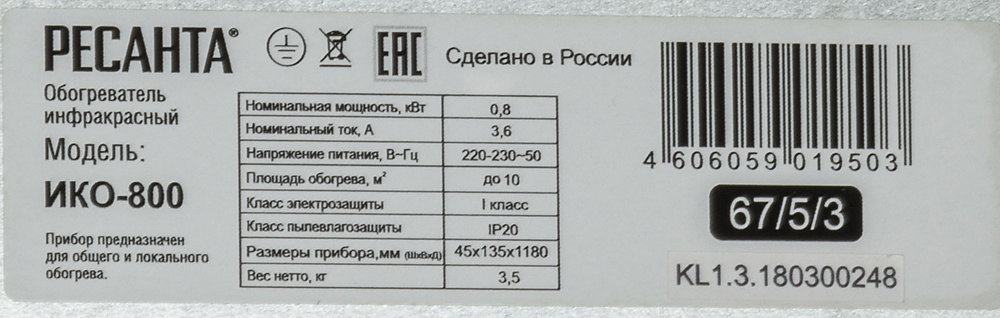 РЕСАНТА®
Обогреватель
инфракрасный
Модель:
ИКО-800
Прибор предназначен
для общего и локального
обогрева.
EAC Сделано в России
Номинальная мощность, кВт 0,8
Номинальный ток, А 3,6
Напряжение питания, В~Гц 220-230~50
Площадь обогрева, м² до 10
Класс электрозащиты I класс
Класс пылевлагозащиты IP20
Размеры прибора,мм (ШхВхД) 45х135х1180
Вес нетто, кг 3,5
4 606059 019503
67/5/3
KL1.3.180300248